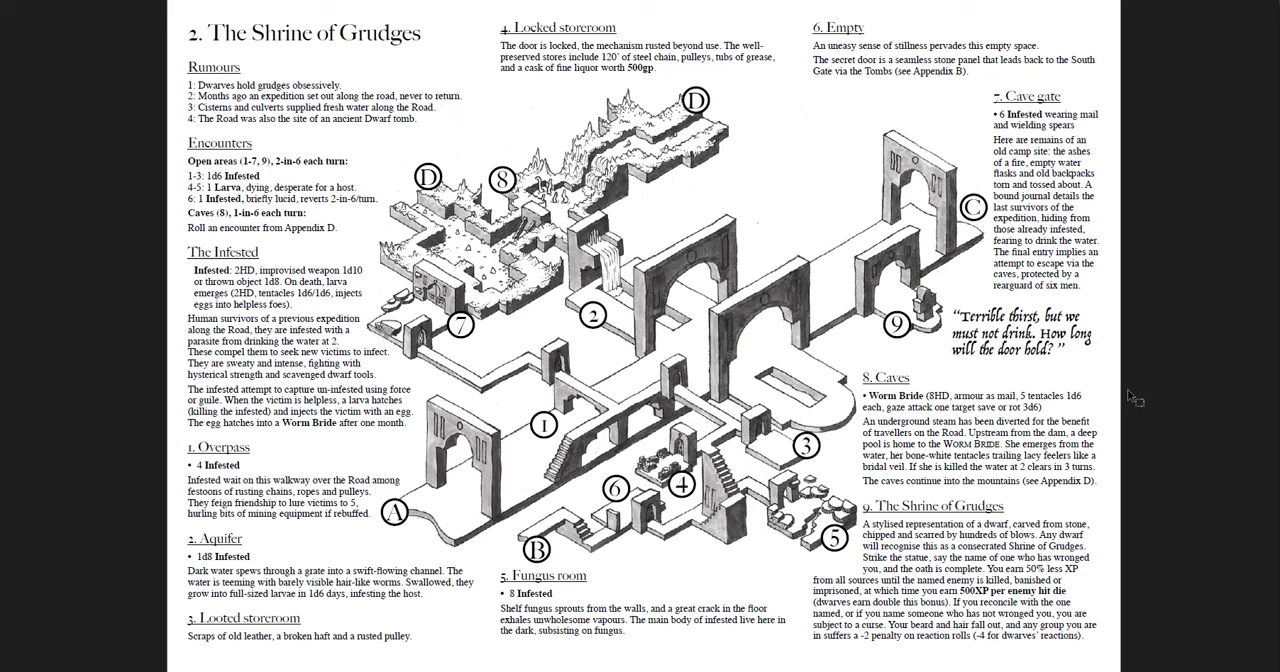 2. The Shrine of Grudges
Rumours
1: Dwarves hold grudges obsessively.
2: Months ago an expedition set out along the road, never to return.
3: Cisterns and culverts supplied fresh water along the Road.
4: The Road was also the site of an ancient Dwarf tomb.
Encounters
Open areas (1-7, 9), 2-in-6 each turn:
1-3: 1d6 Infested
4-5: 1 Larva, dying, desperate for a host.
6: 1 Infested, briefly lucid, reverts 2-in-6/turn.
Caves (8), 1-in-6 each turn:
Roll an encounter from Appendix D.
The Infested
Infested: 2HD, improvised weapon 1d10
or thrown object 1d8. On death, larva
emerges (2HD, tentacles 1d6/1d6, injects
eggs into helpless foes).
Human survivors of a previous expedition
along the Road, they are infested with a
parasite from drinking the water at 2.
These compel them to seek new victims to infect.
They are sweaty and intense, fighting with
hysterical strength and scavenged dwarf tools.
The infested attempt to capture un-infested using force
or guile. When the victim is helpless, a larva hatches
(killing the infested) and injects the victim with an egg.
The egg hatches into a Worm Bride after one month.
1. Overpass
• 4 Infested
Infested wait on this walkway over the Road among
festoons of rusting chains, ropes and pulleys.
They feign friendship to lure victims to 5,
hurling bits of mining equipment if rebuffed.
2. Aquifer
• 1d8 Infested
Dark water spews through a grate into a swift-flowing channel. The
water is teeming with barely visible hair-like worms. Swallowed, they
grow into full-sized larvae in 1d6 days, infesting the host.
3. Looted storeroom
Scraps of old leather, a broken haft and a rusted pulley.
4. Locked storeroom
The door is locked, the mechanism rusted beyond use. The well-
preserved stores include 120' of steel chain, pulleys, tubs of grease,
and a cask of fine liquor worth 500gp.
D
D
8
C
7
2
9
1
3
6
4
A
B
5
5. Fungus room
• 8 Infested
Shelf fungus sprouts from the walls, and a great crack in the floor
exhales unwholesome vapours. The main body of infested live here in
the dark, subsisting on fungus.
6. Empty
An uneasy sense of stillness pervades this empty space.
The secret door is a seamless stone panel that leads back to the South
Gate via the Tombs (see Appendix B).
7. Cave gate
• 6 Infested wearing mail
and wielding spears
Here are remains of an
old camp site: the ashes
of a fire, empty water
flasks and old backpacks
torn and tossed about. A
bound journal details the
last survivors of the
expedition, hiding from
those already infested,
fearing to drink the water.
The final entry implies an
attempt to escape via the
caves, protected by a
rearguard of six men.
"Terrible thirst, but we
must not drink. How long
will the door hold?"
8. Caves
• Worm Bride (8HD, armour as mail, 5 tentacles 1d6
each, gaze attack one target save or rot 3d6)
An underground steam has been diverted for the benefit
of travellers on the Road. Upstream from the dam, a deep
pool is home to the WORM BRIDE. She emerges from the
water, her bone-white tentacles trailing lacy feelers like a
bridal veil. If she is killed the water at 2 clears in 3 turns.
The caves continue into the mountains (see Appendix D).
9. The Shrine of Grudges
A stylised representation of a dwarf, carved from stone,
chipped and scarred by hundreds of blows. Any dwarf
will recognise this as a consecrated Shrine of Grudges.
Strike the statue, say the name of one who has wronged
you, and the oath is complete. You earn 50% less XP
from all sources until the named enemy is killed, banished or
imprisoned, at which time you earn 500XP per enemy hit die
(dwarves earn double this bonus). If you reconcile with the one
named, or if you name someone who has not wronged you, you are
subject to a curse. Your beard and hair fall out, and any group you are
in suffers a -2 penalty on reaction rolls (-4 for dwarves' reactions).